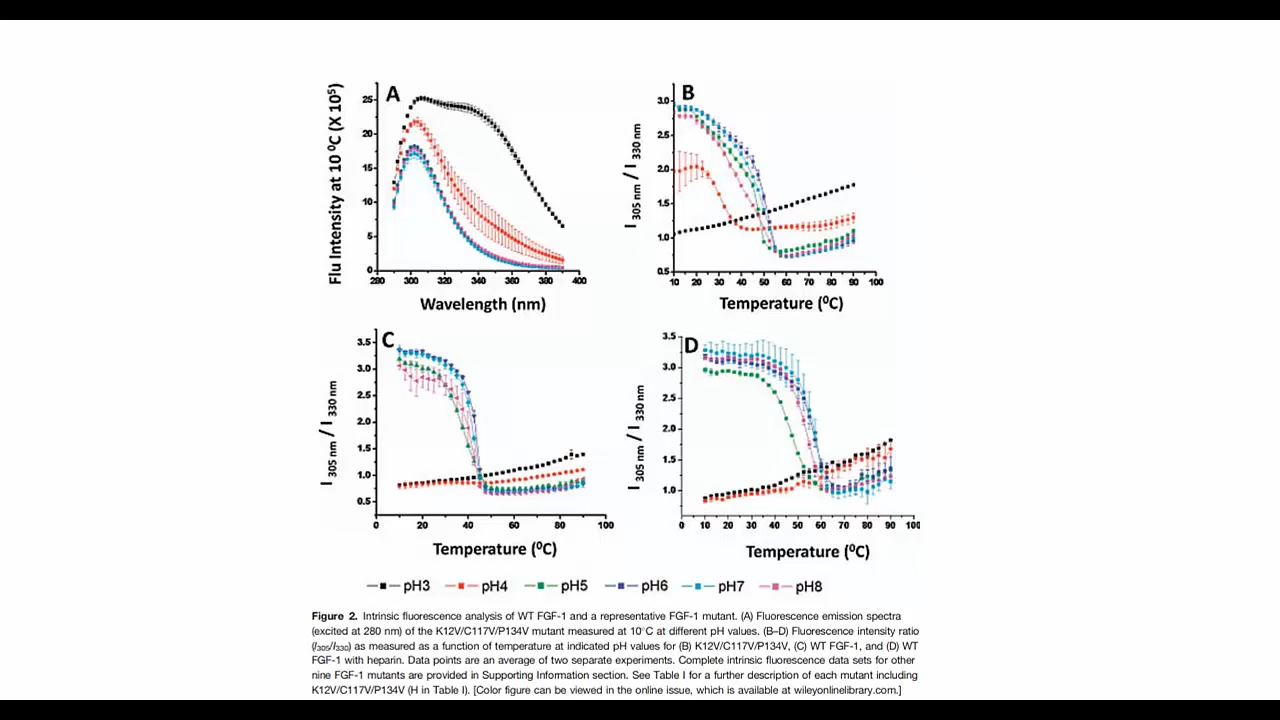 A
Flu Intensity at 10 ⁰C (X 10⁵)
25
20
15
10
5
0
280 300 320 340 360 380 400
Wavelength (nm)
B
I 305 nm / I 330 nm
3.0
2.5
2.0
1.5
1.0
0.5
10 20 30 40 50 60 70 80 90 100
Temperature (⁰C)
C
I 305 nm / I 330 nm
3.5
3.0
2.5
2.0
1.5
1.0
0.5
0 20 40 60 80 100
Temperature (⁰C)
D
I 305 nm / I 330 nm
3.5
3.0
2.5
2.0
1.5
1.0
0 10 20 30 40 50 60 70 80 90 100
Temperature (⁰C)
pH3 pH4 pH5 pH6 pH7 pH8
Figure 2. Intrinsic fluorescence analysis of WT FGF-1 and a representative FGF-1 mutant. (A) Fluorescence emission spectra
(excited at 280 nm) of the K12V/C117V/P134V mutant measured at 10°C at different pH values. (B–D) Fluorescence intensity ratio
(I305/I330) as measured as a function of temperature at indicated pH values for (B) K12V/C117V/P134V, (C) WT FGF-1, and (D) WT
FGF-1 with heparin. Data points are an average of two separate experiments. Complete intrinsic fluorescence data sets for other
nine FGF-1 mutants are provided in Supporting Information section. See Table I for a further description of each mutant including
K12V/C117V/P134V (H in Table I). [Color figure can be viewed in the online issue, which is available at wileyonlinelibrary.com.]